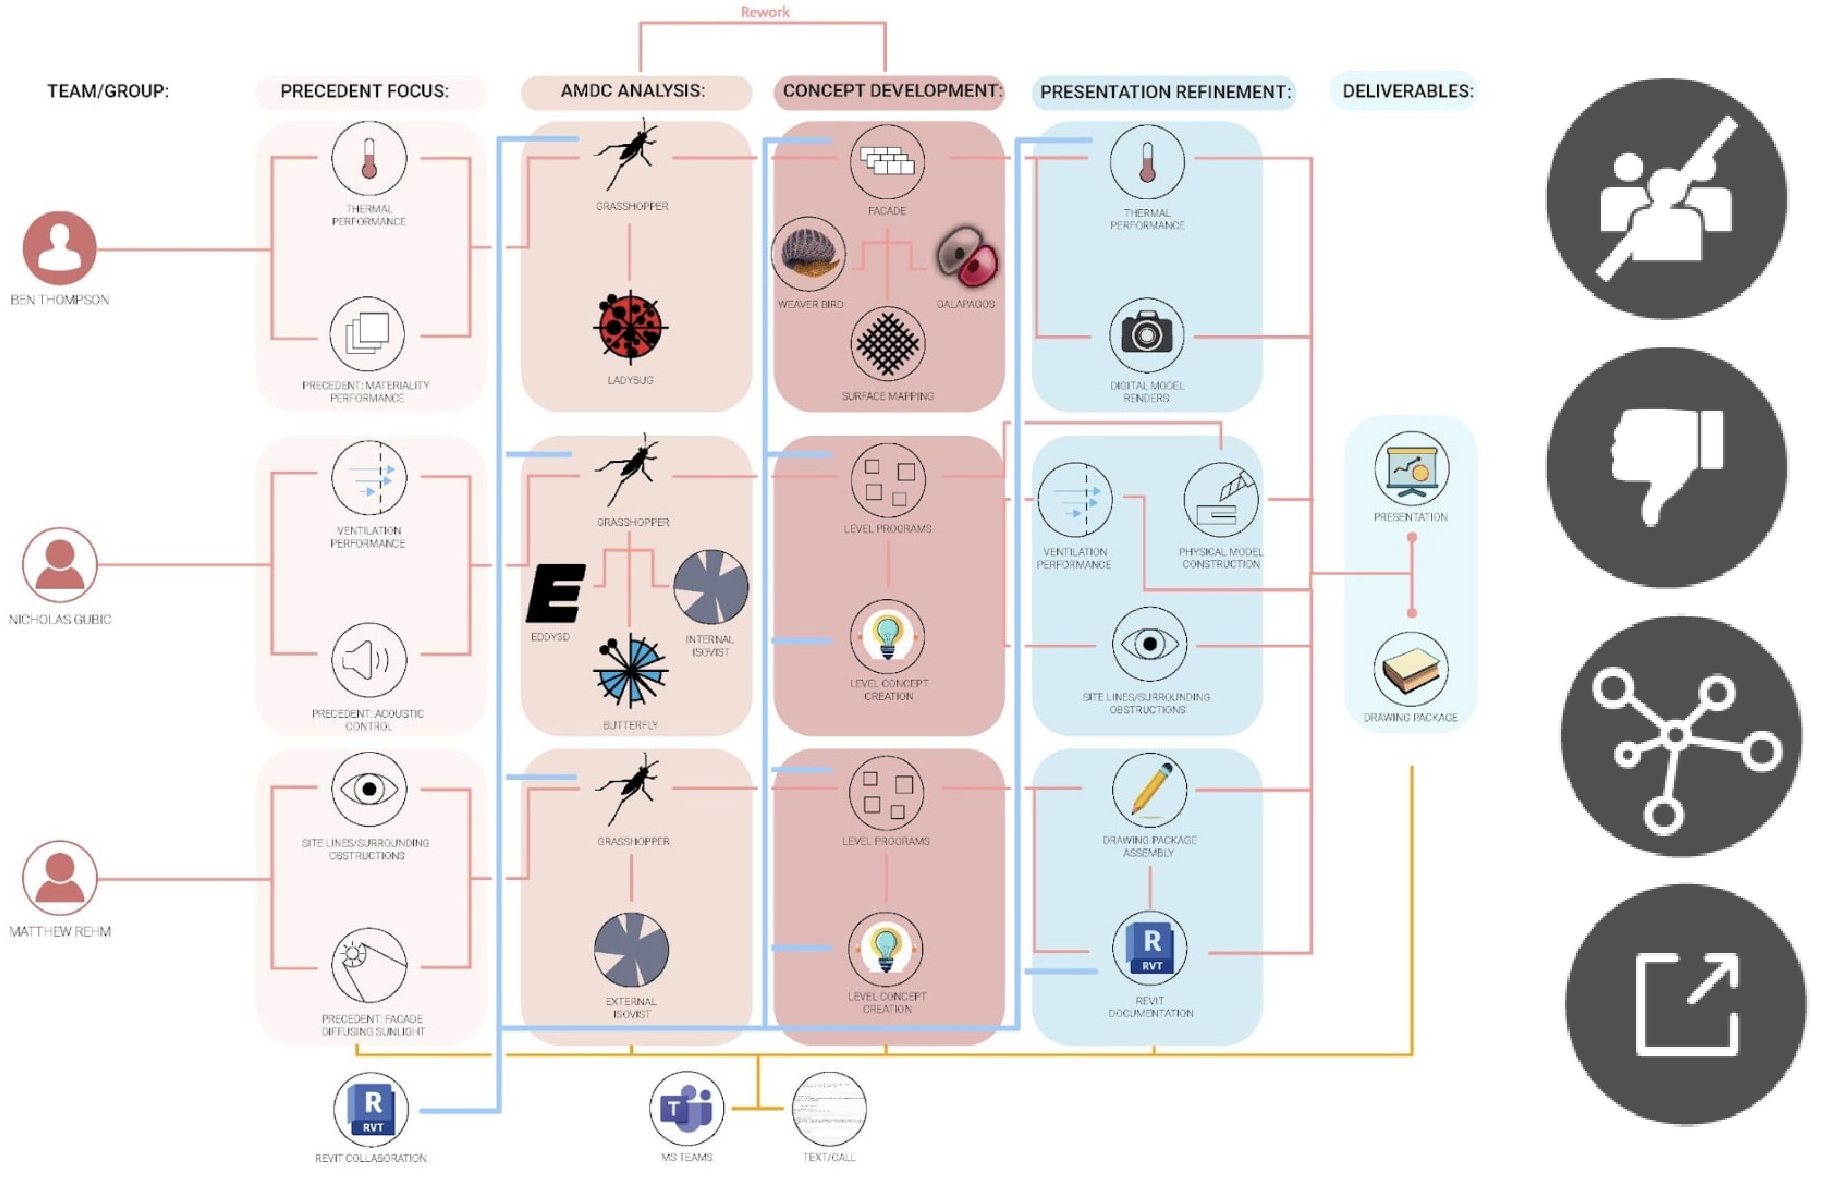 Rework
TEAM/GROUP:
PRECEDENT FOCUS:
AMDC ANALYSIS:
CONCEPT DEVELOPMENT:
PRESENTATION REFINEMENT:
DELIVERABLES:
BEN THOMPSON
THERMAL
PERFORMANCE
PRECEDENT: MATERIALITY
PERFORMANCE
GRASSHOPPER
LADYBUG
FACADE
WEAVER BIRD
GALAPAGOS
SURFACE MAPPING
THERMAL
PERFORMANCE
DIGITAL MODEL
RENDERS
NICHOLAS GUBIC
VENTILATION
PERFORMANCE
PRECEDENT: ACOUSTIC
CONTROL
GRASSHOPPER
E
EDDY3D
INTERNAL
ISOVIST
BUTTERFLY
LEVEL PROGRAMS
LEVEL CONCEPT
CREATION
VENTILATION
PERFORMANCE
PHYSICAL MODEL
CONSTRUCTION
SITE LINES/SURROUNDING
OBSTRUCTIONS
PRESENTATION
DRAWING PACKAGE
MATTHEW REHM
SITE LINES/SURROUNDING
OBSTRUCTIONS
PRECEDENT: FACADE
DIFFUSING SUNLIGHT
GRASSHOPPER
EXTERNAL
ISOVIST
LEVEL PROGRAMS
LEVEL CONCEPT
CREATION
DRAWING PACKAGE
ASSEMBLY
R
RVT
REVIT
DOCUMENTATION
R
RVT
REVIT COLLABORATION
T
MS TEAMS
TEXT/CALL